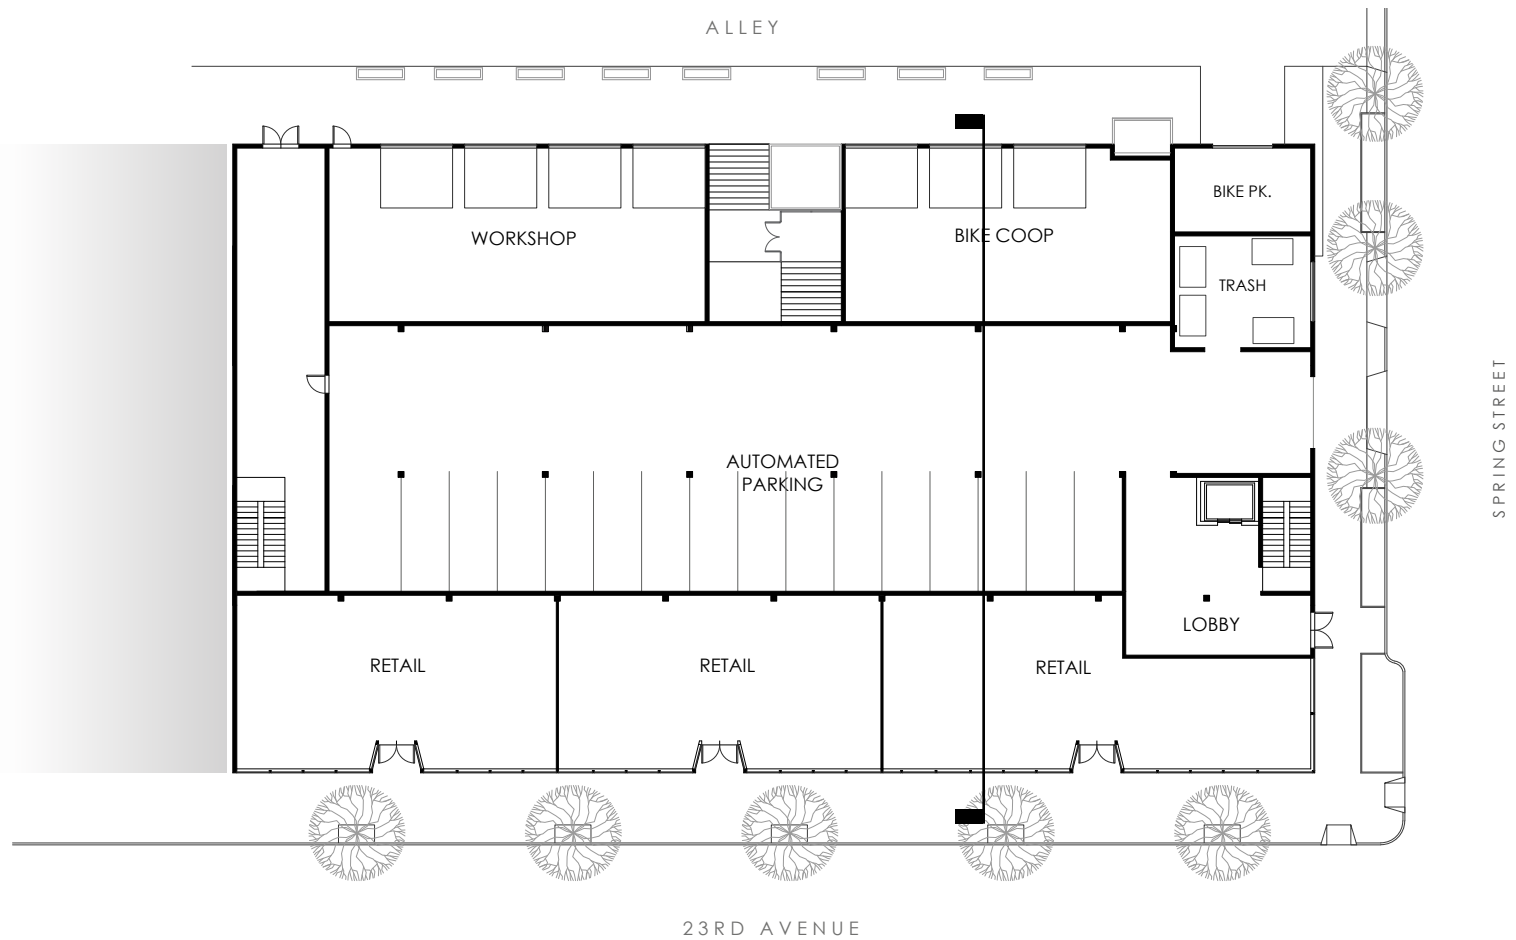 ALLEY
BIKE PK.
WORKSHOP
BIKE COOP
TRASH
SPRING STREET
AUTOMATED
PARKING
LOBBY
RETAIL
RETAIL
RETAIL
23RD AVENUE